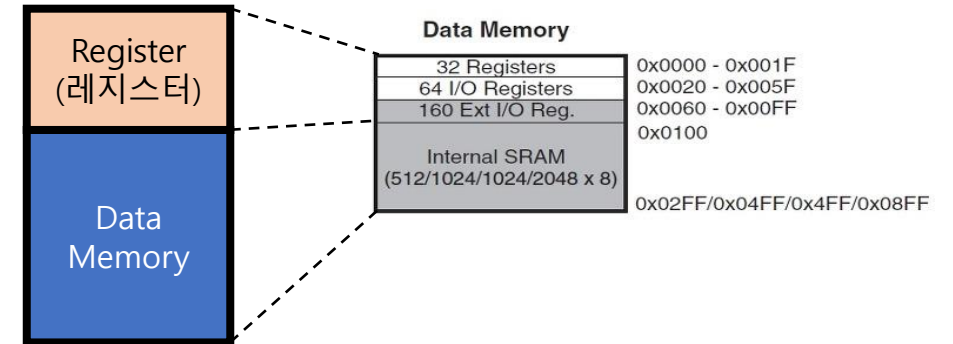 Register
(레지스터)
Data
Memory
Data Memory
32 Registers
64 I/O Registers
160 Ext I/O Reg.
Internal SRAM
(512/1024/1024/2048 x 8)
0x0000 - 0x001F
0x0020 - 0x005F
0x0060 - 0x00FF
0x0100
0x02FF/0x04FF/0x4FF/0x08FF